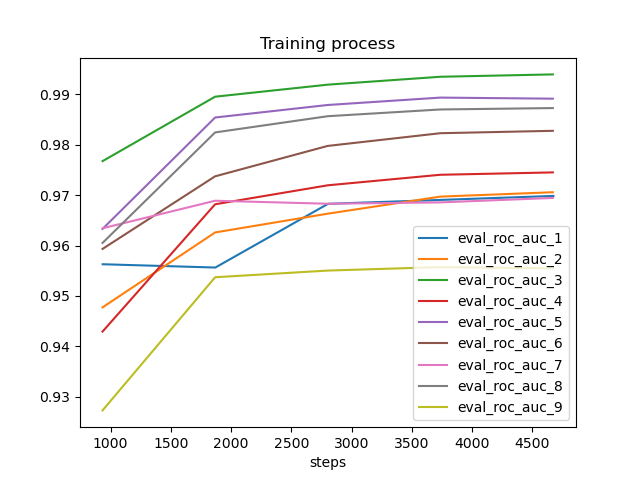 Training process
0.99
0.98
0.97
0.96
0.95
0.94
0.93
1000 1500 2000 2500 3000 3500 4000 4500
steps
eval_roc_auc_1
eval_roc_auc_2
eval_roc_auc_3
eval_roc_auc_4
eval_roc_auc_5
eval_roc_auc_6
eval_roc_auc_7
eval_roc_auc_8
eval_roc_auc_9